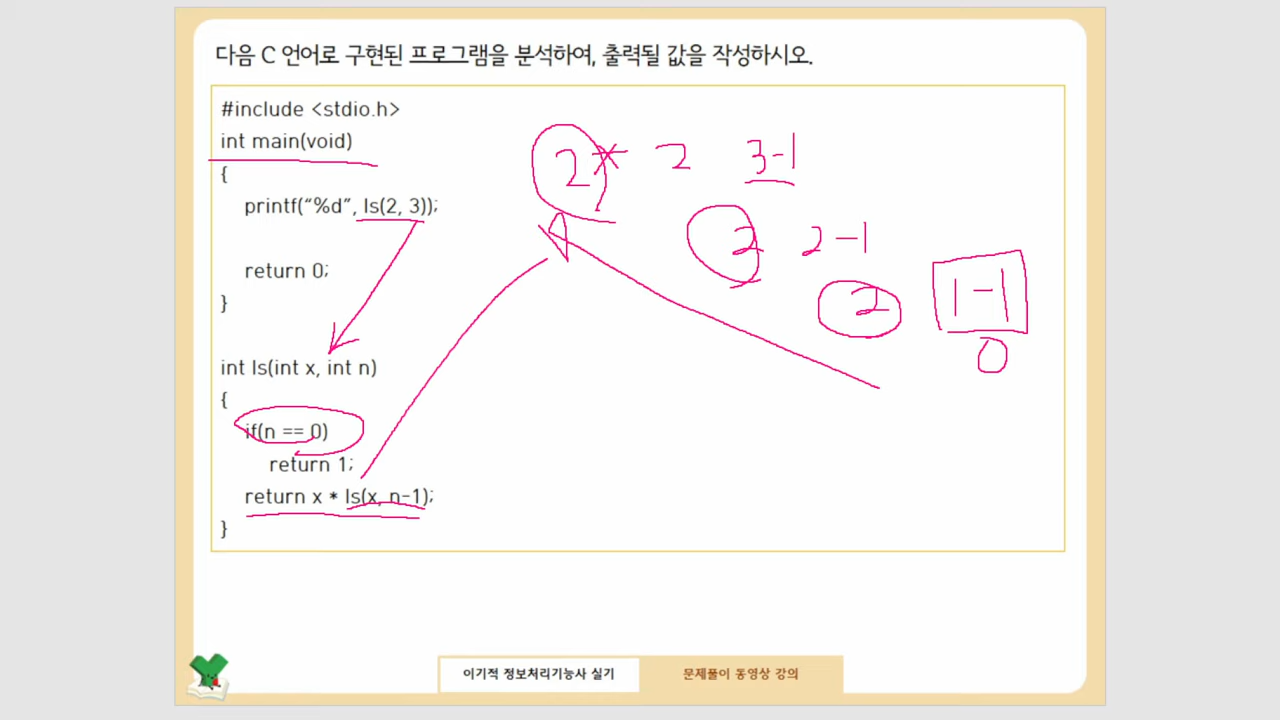 다음 C 언어로 구현된 프로그램을 분석하여, 출력될 값을 작성하시오.
#include <stdio.h>
int main(void)
{
printf("%d", ls(2, 3));
return 0;
}
int ls(int x, int n)
{
if(n == 0)
return 1;
return x * ls(x, n-1);
}
2 * 2 3-1
2 2-1
2 1-1
0
이기적 정보처리기능사 실기 문제풀이 동영상 강의